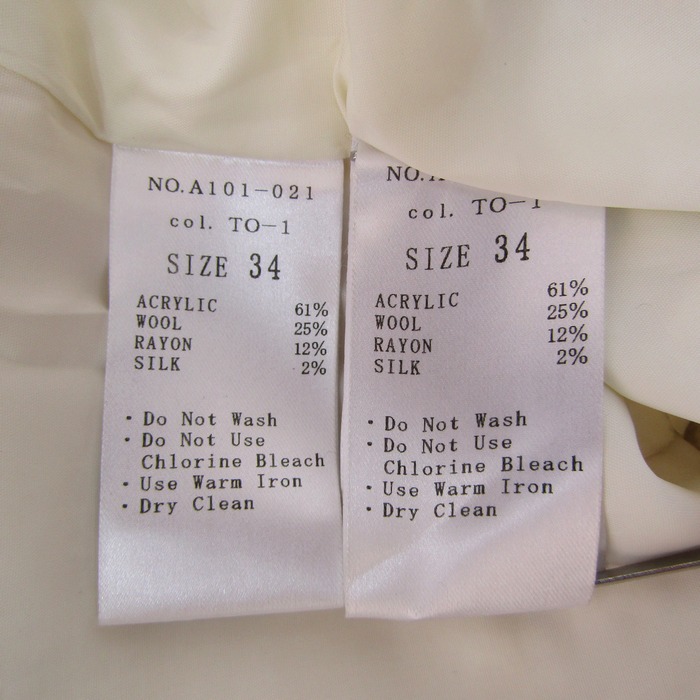 NO.A101-021
col. TO-1
SIZE 34
ACRYLIC 61%
WOOL 25%
RAYON 12%
SILK 2%
・Do Not Wash
・Do Not Use
Chlorine Bleach
・Use Warm Iron
・Dry Clean
NO.A
col. TO-1
SIZE 34
ACRYLIC 61%
WOOL 25%
RAYON 12%
SILK 2%
・Do Not Wash
・Do Not Use
Chlorine Bleach
・Use Warm Iron
・Dry Clean